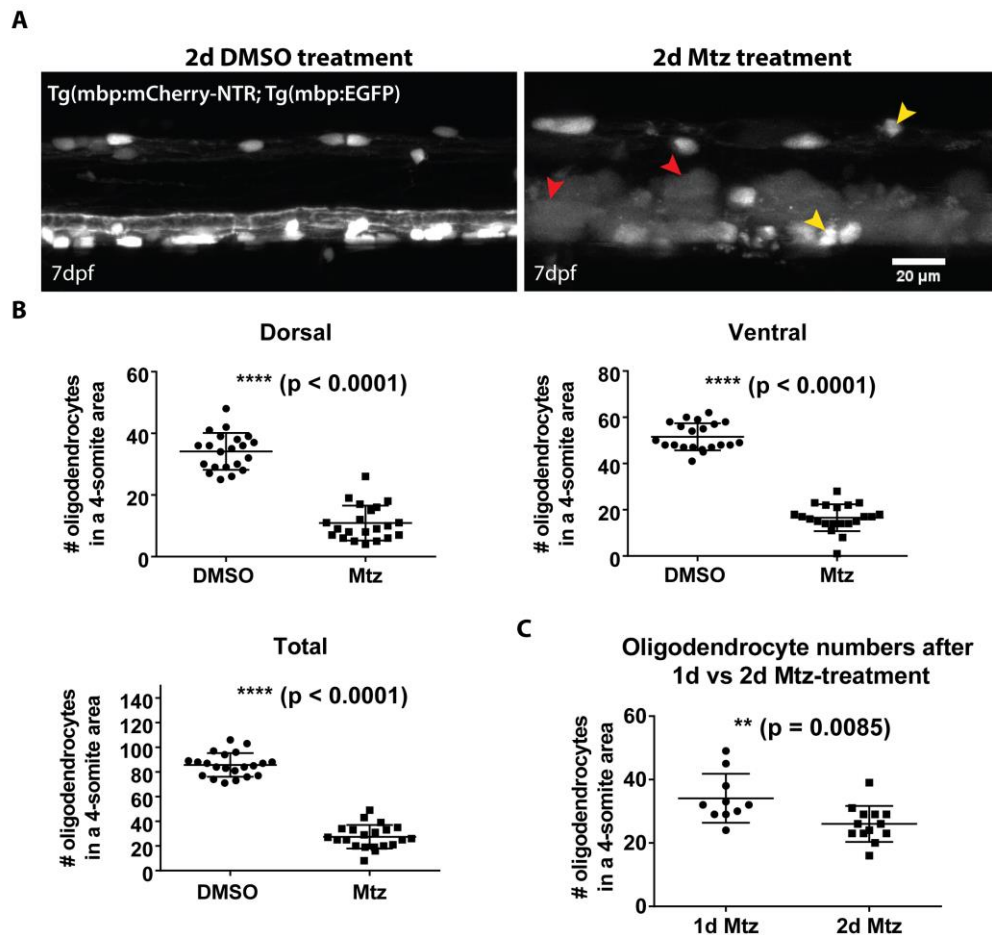 A
2d DMSO treatment
2d Mtz treatment
Tg(mbp:mCherry-NTR; Tg(mbp:EGFP)
7dpf
7dpf
20 µm
B
Dorsal
**** (p < 0.0001)
# oligodendrocytes
in a 4-somite area
60
40
20
0
DMSO
Mtz
Ventral
**** (p < 0.0001)
# oligodendrocytes
in a 4-somite area
80
60
40
20
0
DMSO
Mtz
Total
**** (p < 0.0001)
# oligodendrocytes
in a 4-somite area
140
120
100
80
60
40
20
0
DMSO
Mtz
C
Oligodendrocyte numbers after
1d vs 2d Mtz-treatment
** (p = 0.0085)
# oligodendrocytes
in a 4-somite area
60
40
20
0
1d Mtz
2d Mtz